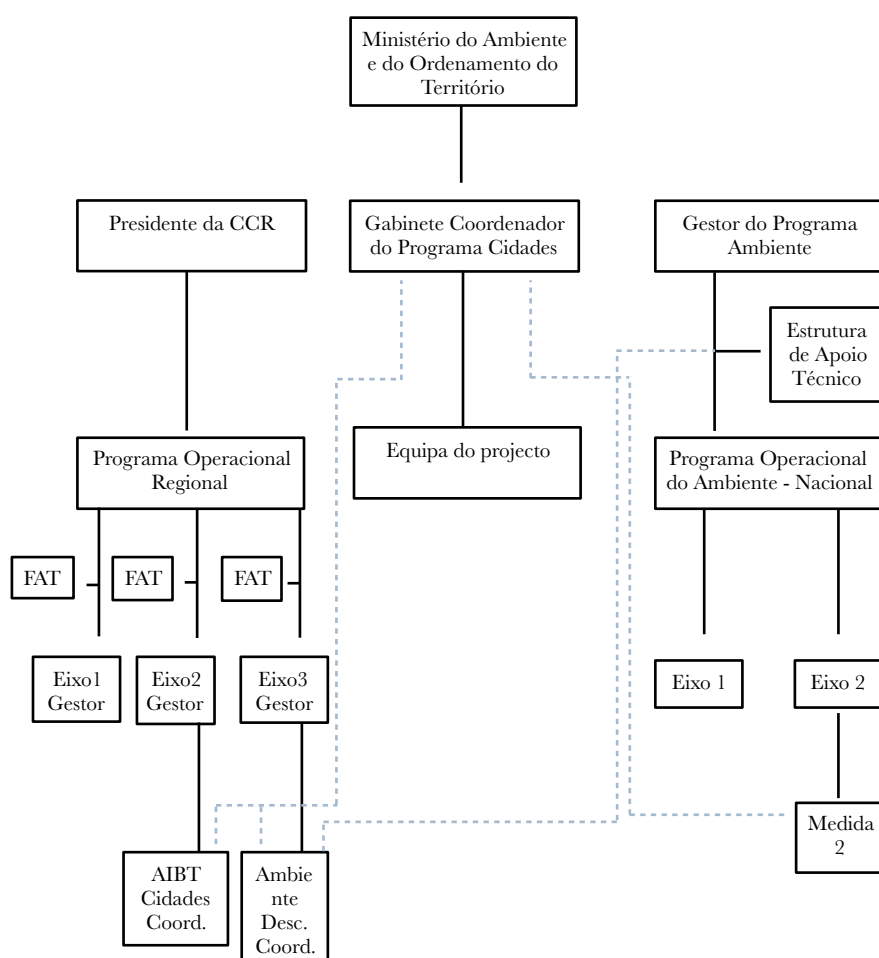 Ministério do Ambiente
e do Ordenamento do
Território
Presidente da CCR
Gabinete Coordenador
do Programa Cidades
Gestor do Programa
Ambiente
Estrutura
de Apoio
Técnico
Programa Operacional
Regional
Equipa do projecto
Programa Operacional
do Ambiente - Nacional
FAT
FAT
FAT
Eixo1
Gestor
Eixo2
Gestor
Eixo3
Gestor
Eixo 1
Eixo 2
AIBT
Cidades
Coord.
Ambie
nte
Desc.
Coord.
Medida
2